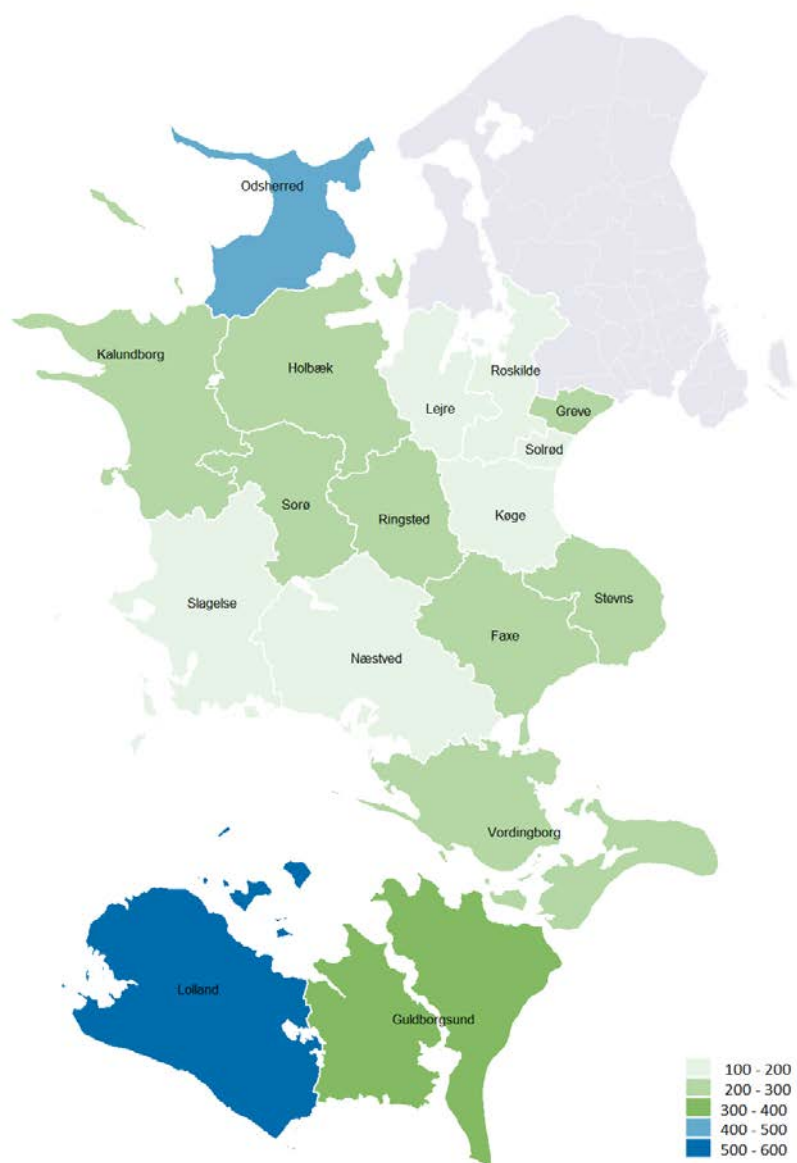 Odsherred
Kalundborg
Holbæk
Roskilde
Lejre
Greve
Solrød
Sorø
Ringsted
Køge
Slagelse
Stevns
Faxe
Næstved
Vordingborg
Lolland
Guldborgsund
100 - 200
200 - 300
300 - 400
400 - 500
500 - 600